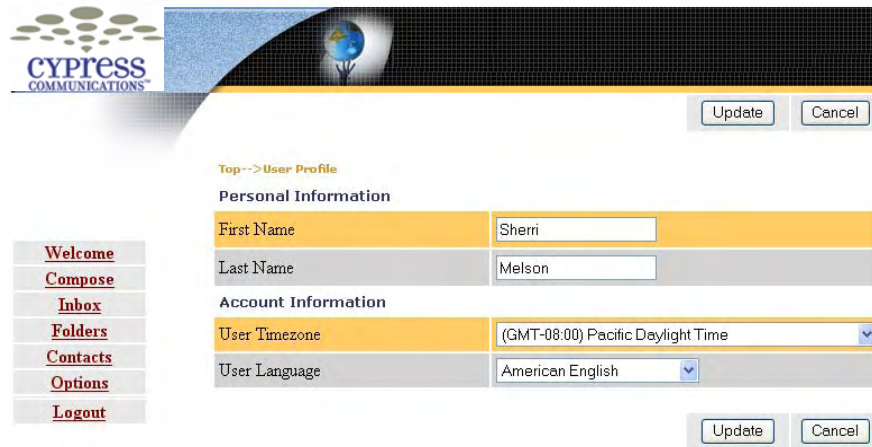 CYPRESS
COMMUNICATIONS™
Update Cancel
Top-->User Profile
Personal Information
First Name Sherri
Last Name Melson
Account Information
User Timezone (GMT-08:00) Pacific Daylight Time
User Language American English
Welcome
Compose
Inbox
Folders
Contacts
Options
Logout
Update Cancel